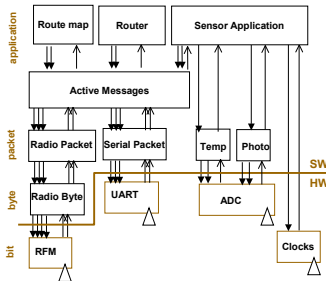 application
Route map
Router
Sensor Application
Active Messages
packet
Radio Packet
Serial Packet
Temp
Photo
SW
HW
byte
Radio Byte
UART
ADC
bit
RFM
Clocks